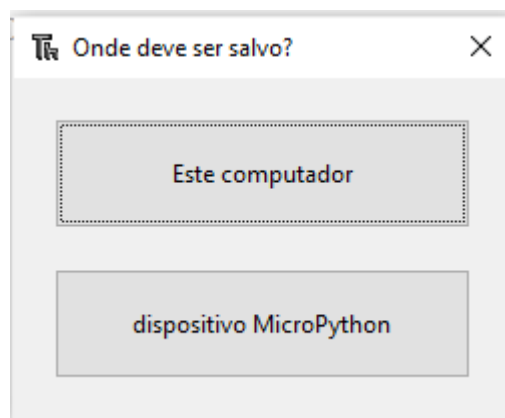 Onde deve ser salvo?
Este computador
dispositivo MicroPython